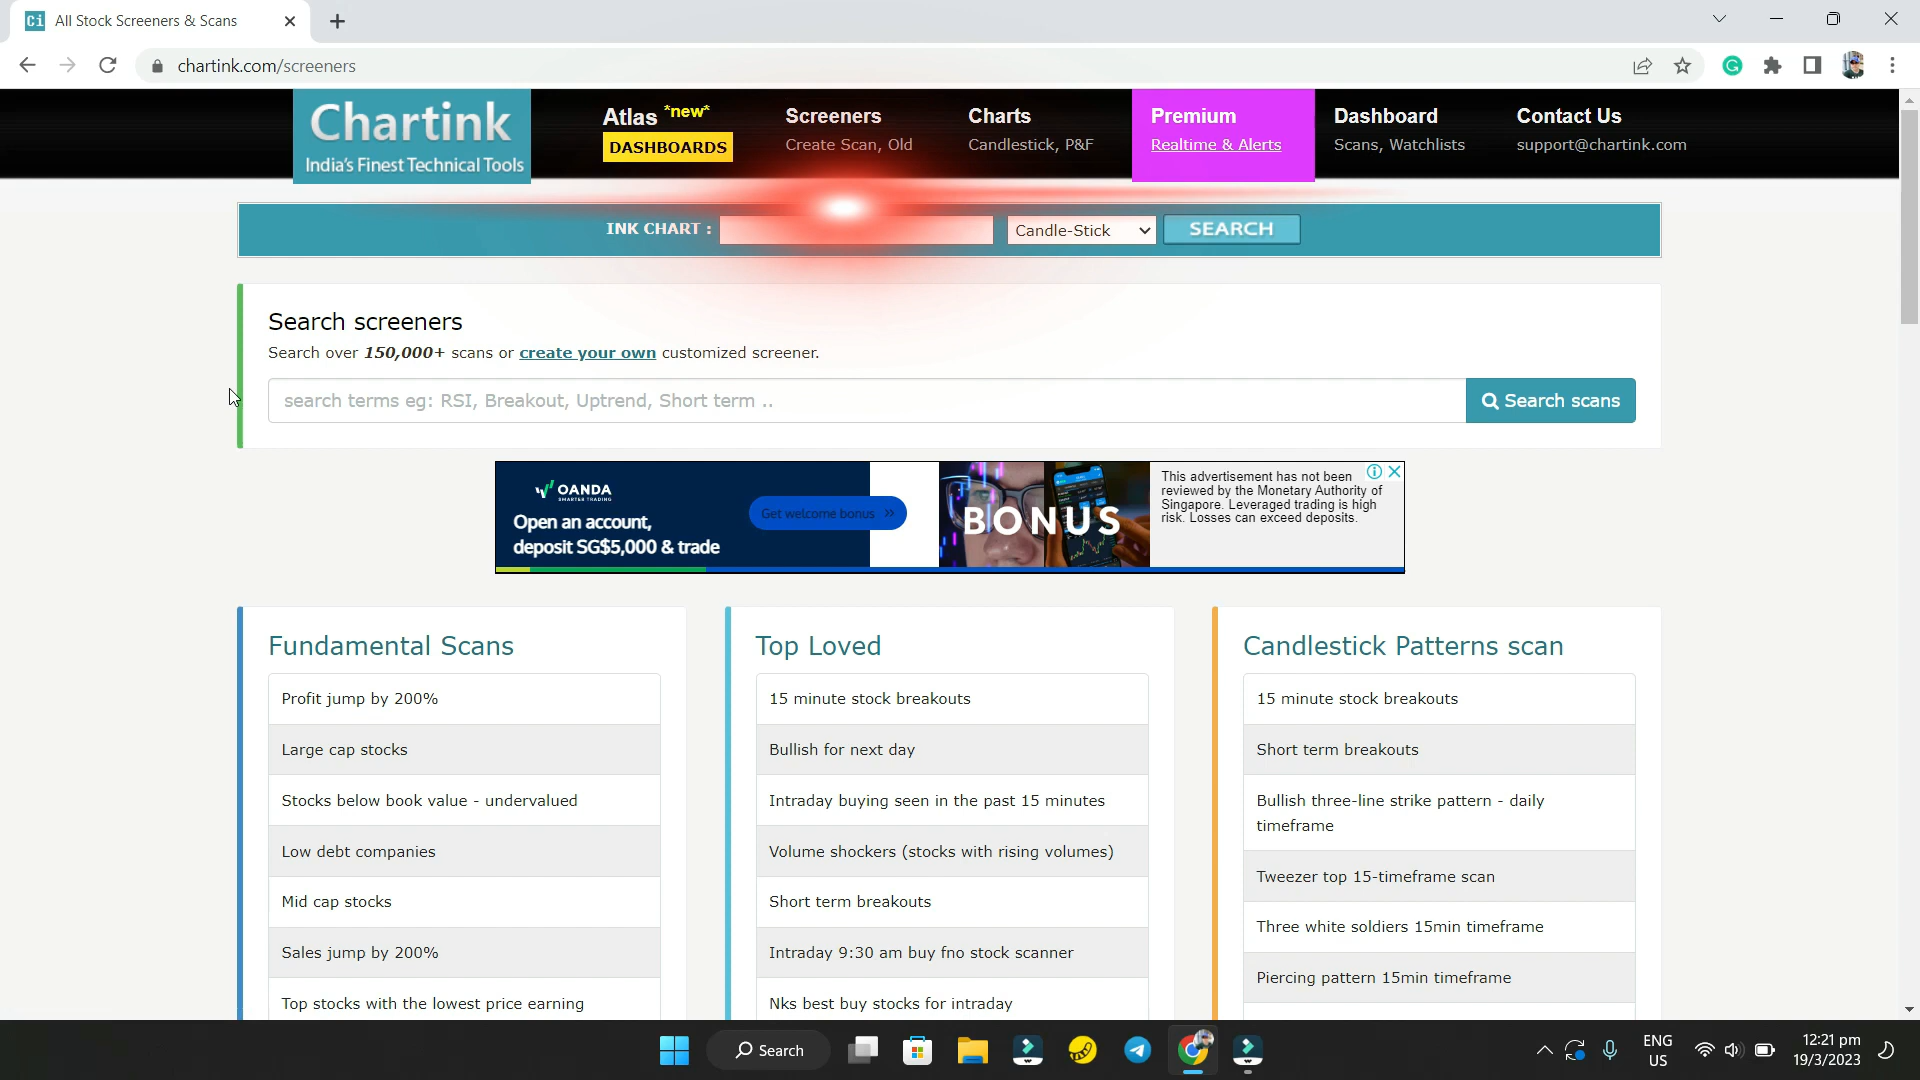 Ci All Stock Screeners & Scans
chartink.com/screeners
Chartink
India's Finest Technical Tools
Atlas *new*
DASHBOARDS
Screeners
Create Scan, Old
Charts
Candlestick, P&F
Premium
Realtime & Alerts
Dashboard
Scans, Watchlists
Contact Us
support@chartink.com
INK CHART :
Candle-Stick
SEARCH
Search screeners
Search over 150,000+ scans or create your own customized screener.
search terms eg: RSI, Breakout, Uptrend, Short term ..
Search scans
OANDA
SMARTER TRADING
Open an account,
deposit SG$5,000 & trade
Get welcome bonus »
BONUS
This advertisement has not been
reviewed by the Monetary Authority of
Singapore. Leveraged trading is high
risk. Losses can exceed deposits.
Fundamental Scans
Profit jump by 200%
Large cap stocks
Stocks below book value - undervalued
Low debt companies
Mid cap stocks
Sales jump by 200%
Top stocks with the lowest price earning
Top Loved
15 minute stock breakouts
Bullish for next day
Intraday buying seen in the past 15 minutes
Volume shockers (stocks with rising volumes)
Short term breakouts
Intraday 9:30 am buy fno stock scanner
Nks best buy stocks for intraday
Candlestick Patterns scan
15 minute stock breakouts
Short term breakouts
Bullish three-line strike pattern - daily
timeframe
Tweezer top 15-timeframe scan
Three white soldiers 15min timeframe
Piercing pattern 15min timeframe
Search
ENG
US
12:21 pm
19/3/2023